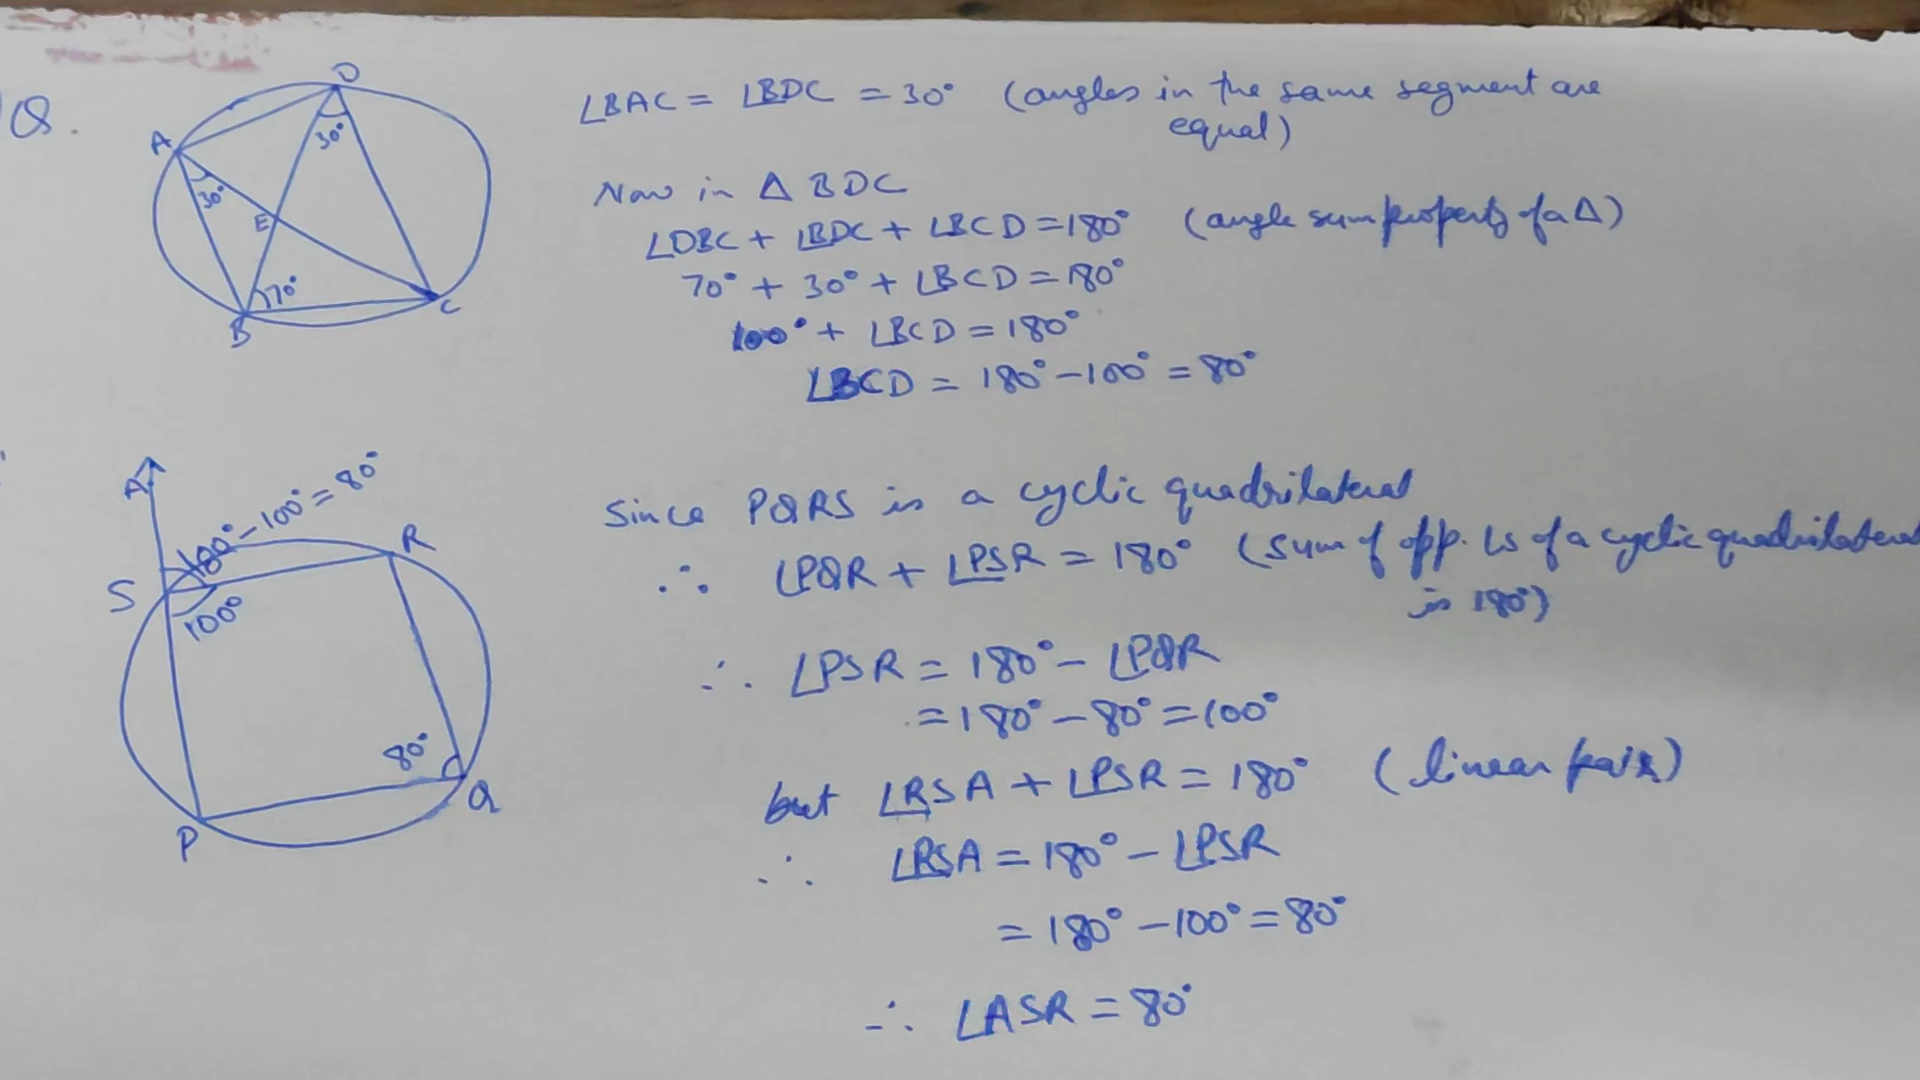 Q.
D
A
30°
30°
E
70°
B
C
∠BAC = ∠BDC = 30° (angles in the same segment are
equal)
Now in Δ BDC
∠DBC + ∠BDC + ∠BCD = 180° (angle sum property of a Δ)
70° + 30° + ∠BCD = 180°
100° + ∠BCD = 180°
∠BCD = 180° - 100° = 80°
A
180° - 100° = 80°
R
S
100°
80°
Q
P
Since PQRS is a cyclic quadrilateral
∴ ∠PQR + ∠PSR = 180° (Sum of opp. ∠s of a cyclic quadrilateral
is 180°)
∴ ∠PSR = 180° - ∠PQR
= 180° - 80° = 100°
but ∠RSA + ∠PSR = 180° (linear pair)
∴ ∠RSA = 180° - ∠PSR
= 180° - 100° = 80°
∴ ∠ASR = 80°